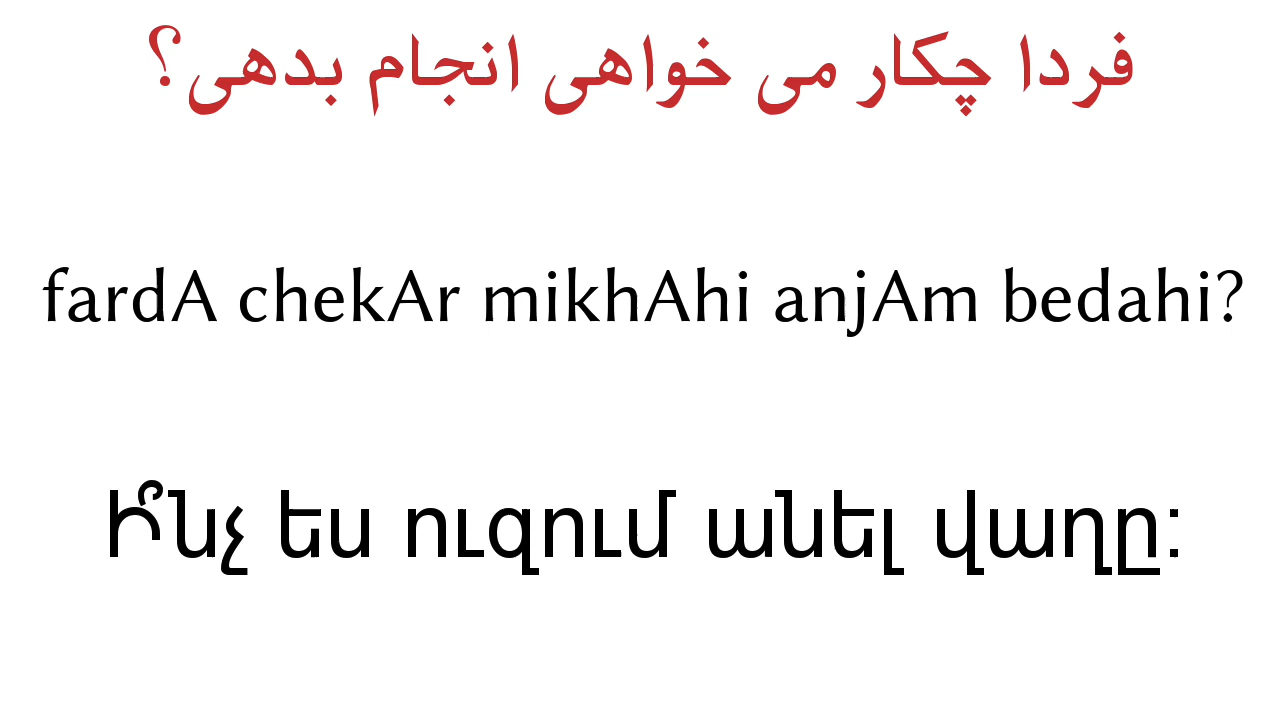 فردا چکار می خواهی انجام بدهی؟
fardA chekAr mikhAhi anjAm bedahi?
Ի՞նչ ես ուզում անել վաղը: